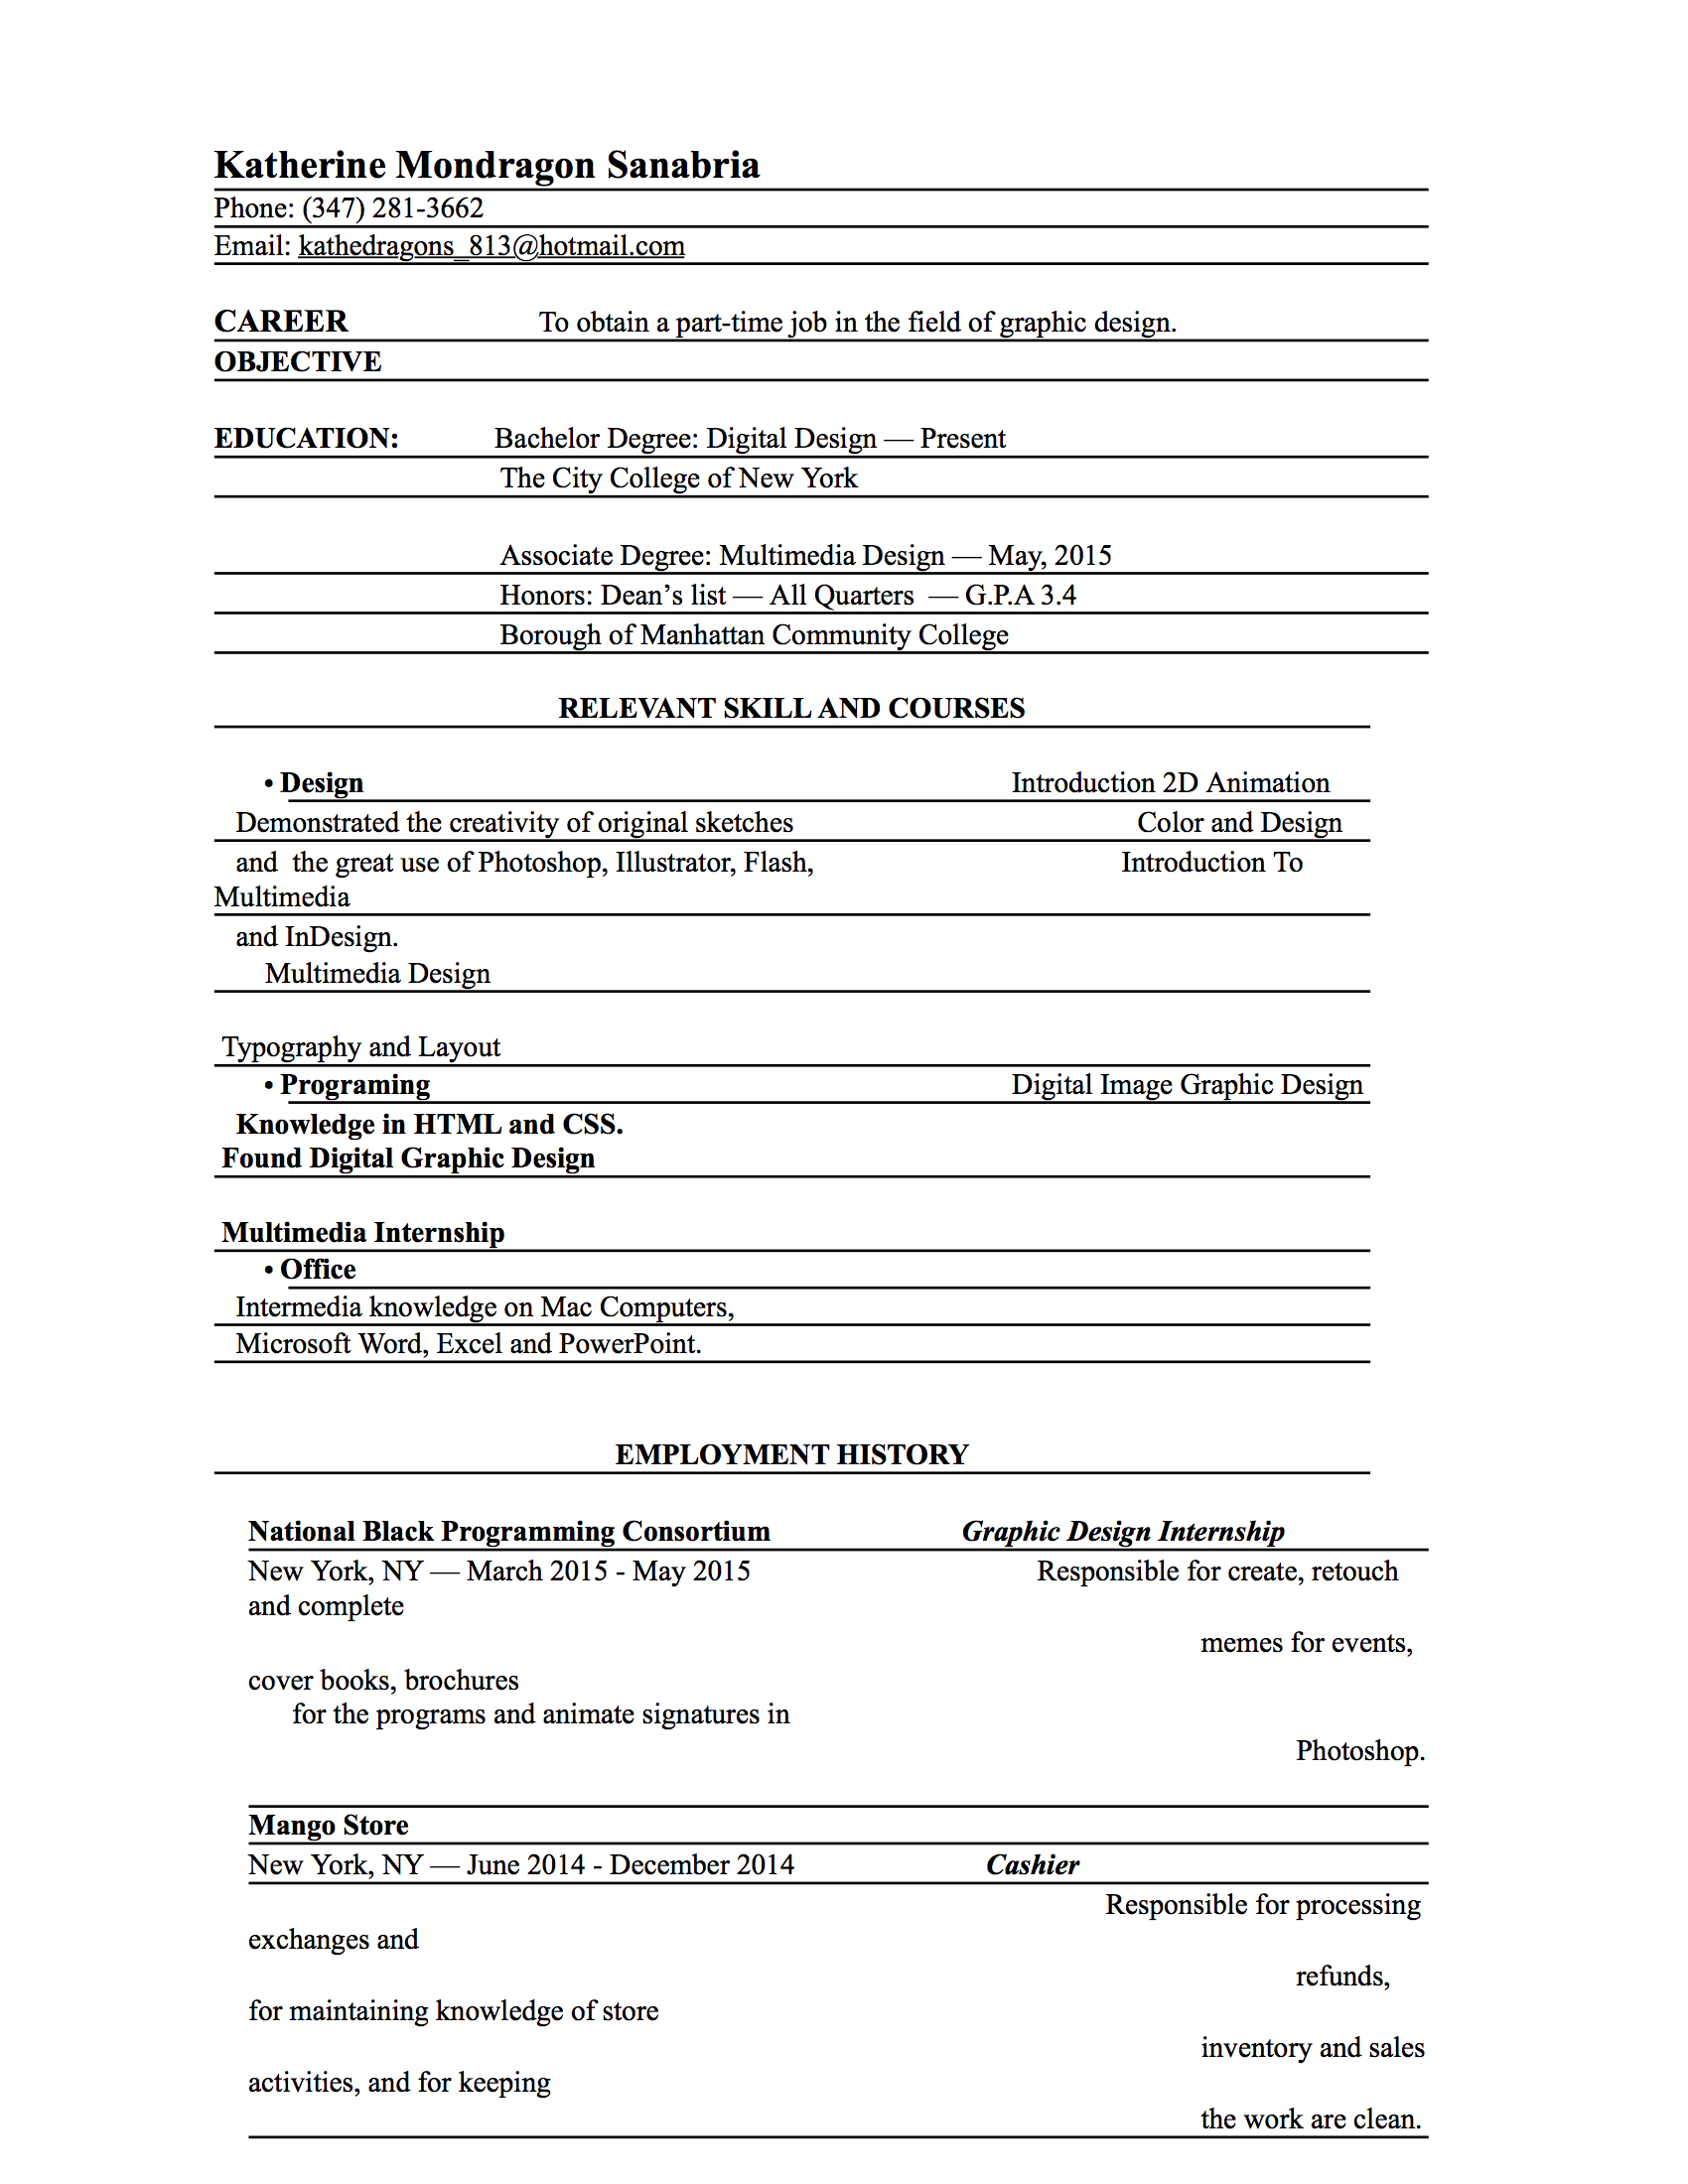 Katherine Mondragon Sanabria
Phone: (347) 281-3662
Email: kathedragons_813@hotmail.com
CAREER To obtain a part-time job in the field of graphic design.
OBJECTIVE
EDUCATION: Bachelor Degree: Digital Design — Present
The City College of New York
Associate Degree: Multimedia Design — May, 2015
Honors: Dean’s list — All Quarters — G.P.A 3.4
Borough of Manhattan Community College
RELEVANT SKILL AND COURSES
• Design Introduction 2D Animation
Demonstrated the creativity of original sketches Color and Design
and the great use of Photoshop, Illustrator, Flash, Introduction To
Multimedia
and InDesign.
Multimedia Design
Typography and Layout
• Programing Digital Image Graphic Design
Knowledge in HTML and CSS.
Found Digital Graphic Design
Multimedia Internship
• Office
Intermedia knowledge on Mac Computers,
Microsoft Word, Excel and PowerPoint.
EMPLOYMENT HISTORY
National Black Programming Consortium Graphic Design Internship
New York, NY — March 2015 - May 2015 Responsible for create, retouch
and complete
memes for events,
cover books, brochures
for the programs and animate signatures in
Photoshop.
Mango Store
New York, NY — June 2014 - December 2014 Cashier
Responsible for processing
exchanges and
refunds,
for maintaining knowledge of store
inventory and sales
activities, and for keeping
the work are clean.